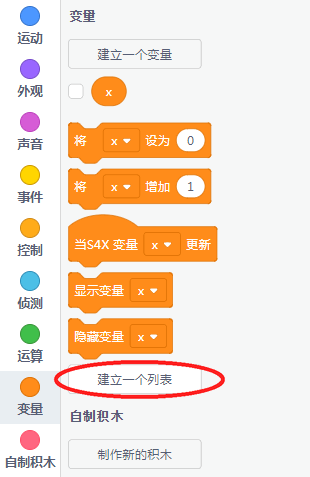 运动
外观
声音
事件
控制
侦测
运算
变量
自制积木
变量
建立一个变量
x
将 x 设为 0
将 x 增加 1
当S4X 变量 x 更新
显示变量 x
隐藏变量 x
建立一个列表
自制积木
制作新的积木